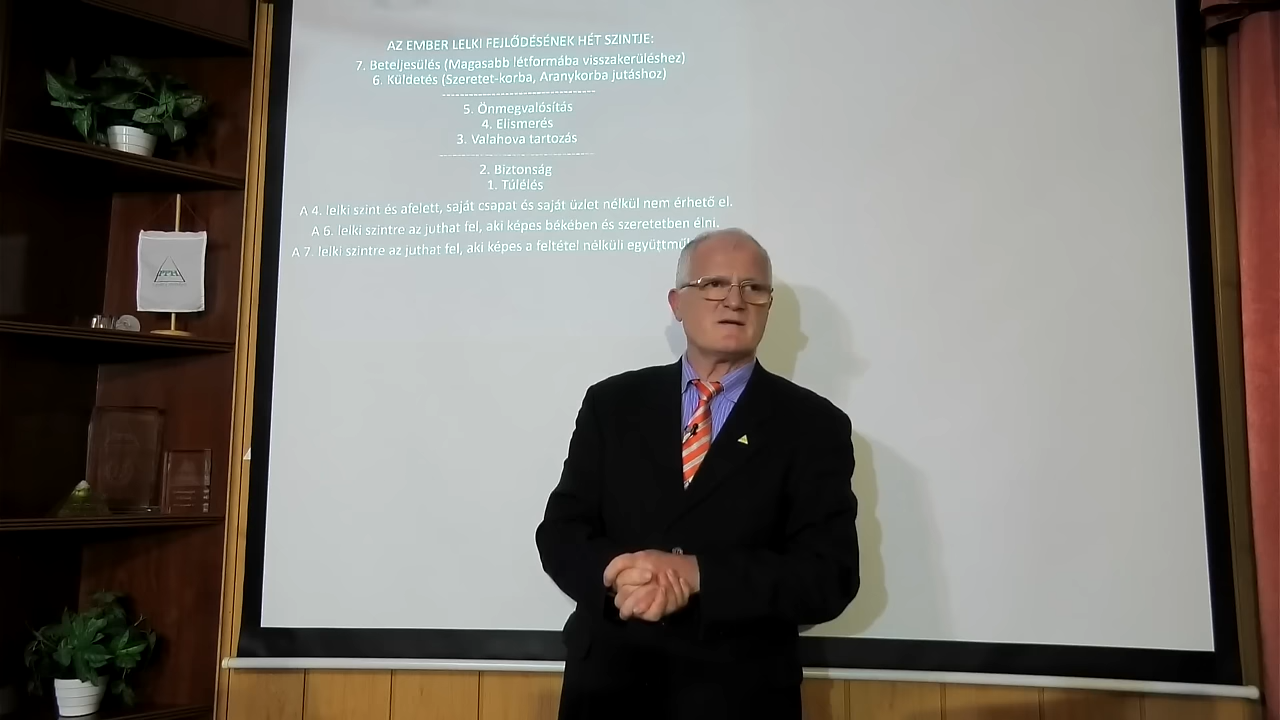 AZ EMBER LELKI FEJLŐDÉSÉNEK HÉT SZINTJE:
7. Beteljesülés (Magasabb létformába visszakerüléshez)
6. Küldetés (Szeretet-korba, Aranykorba jutáshoz)
5. Önmegvalósítás
4. Elismerés
3. Valahova tartozás
2. Biztonság
1. Túlélés
A 4. lelki szint és afelett, saját csapat és saját üzlet nélkül nem érhető el.
A 6. lelki szintre az juthat fel, aki képes békében és szeretetben élni.
A 7. lelki szintre az juthat fel, aki képes a feltétel nélküli